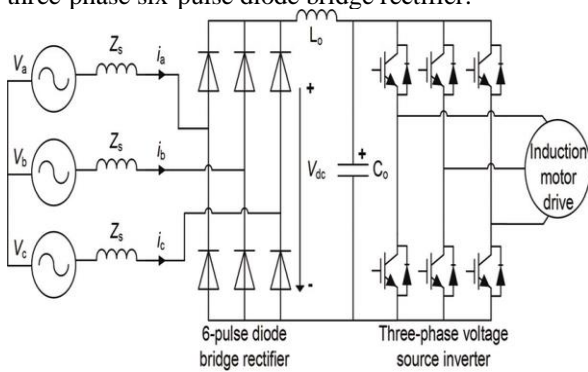 three-phase six-pulse diode bridge rectifier.
Lo
Va
Zs
ia
Vb
Zs
ib
Vc
Zs
ic
+
Vdc
-
+
Co
Induction
motor
drive
6-pulse diode
bridge rectifier
Three-phase voltage
source inverter